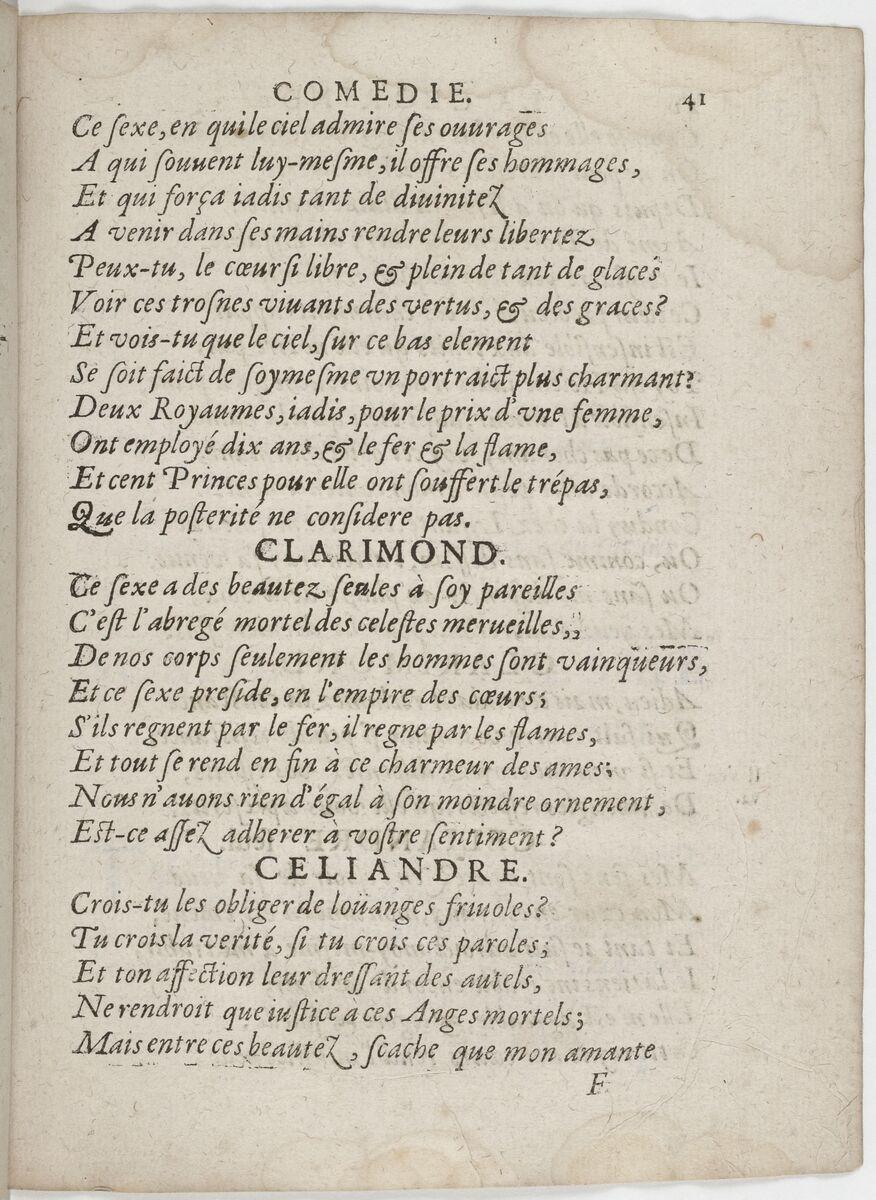 COMEDIE. 41
Ce ſexe, en qui le ciel admire ſes ouurages
A qui ſouuent luy-meſme, il offre ſes hommages,
Et qui força iadis tant de diuinitez
A venir dans ſes mains rendre leurs libertez
Peux-tu, le cœur ſi libre, & plein de tant de glaces
Voir ces troſnes viuants des vertus, & des graces?
Et vois-tu que le ciel, ſur ce bas element
Se ſoit faict de ſoymeſme vn portraict plus charmant?
Deux Royaumes, iadis, pour le prix d'vne femme,
Ont employé dix ans, & le fer & la flame,
Et cent Princes pour elle ont ſouffert le trépas,
Que la poſterité ne conſidere pas.
CLARIMOND.
Ce ſexe a des beautez ſeules à ſoy pareilles
C'eſt l'abregé mortel des celeſtes merueilles,
De nos corps ſeulement les hommes ſont vainqueurs,
Et ce ſexe preſide, en l'empire des cœurs;
S'ils regnent par le fer, il regne par les flames,
Et tout ſe rend en fin à ce charmeur des ames;
Nous n'auons rien d'égal à ſon moindre ornement,
Eſt-ce aſſez adherer à voſtre ſentiment?
CELIANDRE.
Crois-tu les obliger de loüanges friuoles?
Tu crois la verité, ſi tu crois ces paroles;
Et ton affection leur dreſſant des autels,
Ne rendroit que iuſtice à ces Anges mortels;
Mais entre ces beautez, ſcache que mon amante
F